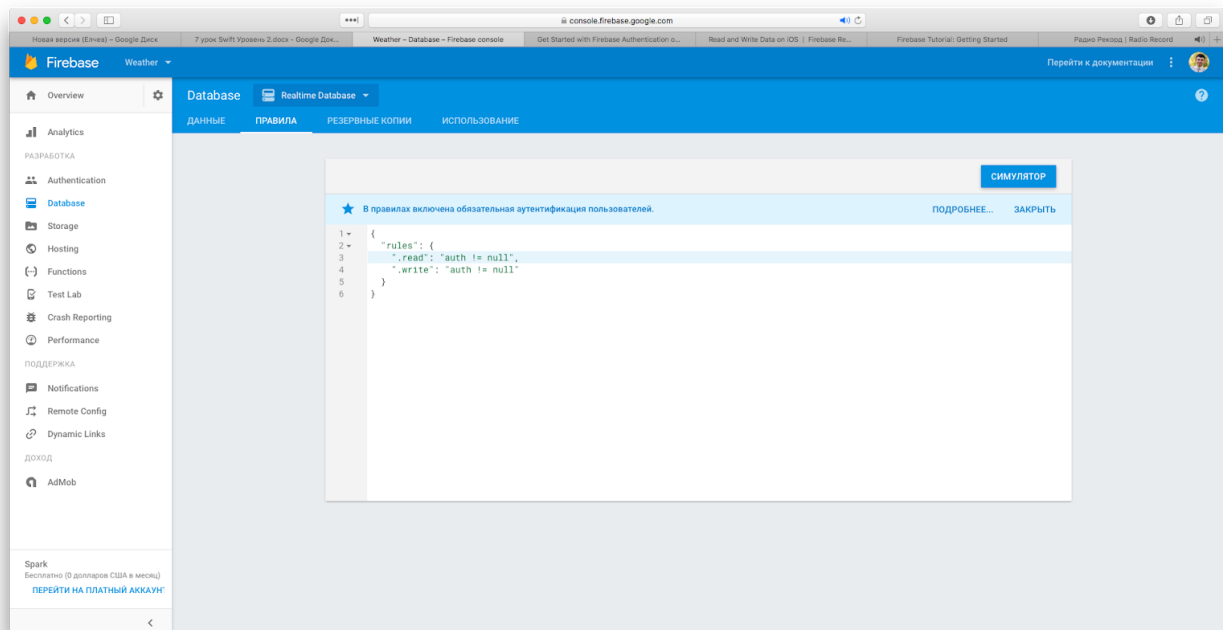 console.firebase.google.com
Новая версия (Елчев) – Google Диск
7 урок Swift Уровень 2.docx - Google Док...
Weather – Database – Firebase console
Get Started with Firebase Authentication o...
Read and Write Data on iOS | Firebase Re...
Firebase Tutorial: Getting Started
Радио Рекорд | Radio Record
Firebase
Weather
Перейти к документации
Overview
Database
Realtime Database
ДАННЫЕ
ПРАВИЛА
РЕЗЕРВНЫЕ КОПИИ
ИСПОЛЬЗОВАНИЕ
Analytics
РАЗРАБОТКА
Authentication
Database
Storage
Hosting
Functions
Test Lab
Crash Reporting
Performance
ПОДДЕРЖКА
Notifications
Remote Config
Dynamic Links
ДОХОД
AdMob
Spark
Бесплатно (0 долларов США в месяц)
ПЕРЕЙТИ НА ПЛАТНЫЙ АККАУН
СИМУЛЯТОР
В правилах включена обязательная аутентификация пользователей.
ПОДРОБНЕЕ...
ЗАКРЫТЬ
1 {
2 "rules": {
3 ".read": "auth != null",
4 ".write": "auth != null"
5 }
6 }